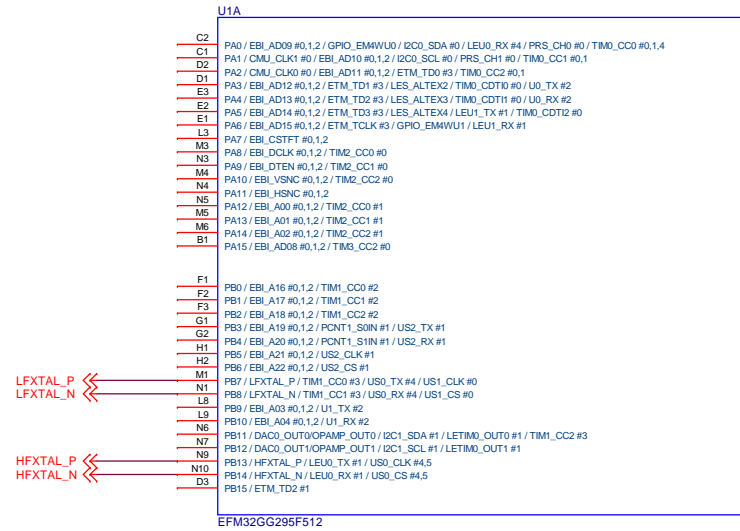 U1A
C2 PA0 / EBI_AD09 #0,1,2 / GPIO_EM4WU0 / I2C0_SDA #0 / LEU0_RX #4 / PRS_CH0 #0 / TIM0_CC0 #0,1,4
C1 PA1 / CMU_CLK1 #0 / EBI_AD10 #0,1,2 / I2C0_SCL #0 / PRS_CH1 #0 / TIM0_CC1 #0,1
D2 PA2 / CMU_CLK0 #0 / EBI_AD11 #0,1,2 / ETM_TD0 #3 / TIM0_CC2 #0,1
D1 PA3 / EBI_AD12 #0,1,2 / ETM_TD1 #3 / LES_ALTEX2 / TIM0_CDTI0 #0 / U0_TX #2
E3 PA4 / EBI_AD13 #0,1,2 / ETM_TD2 #3 / LES_ALTEX3 / TIM0_CDTI1 #0 / U0_RX #2
E2 PA5 / EBI_AD14 #0,1,2 / ETM_TD3 #3 / LES_ALTEX4 / LEU1_TX #1 / TIM0_CDTI2 #0
E1 PA6 / EBI_AD15 #0,1,2 / ETM_TCLK #3 / GPIO_EM4WU1 / LEU1_RX #1
L3 PA7 / EBI_CSTFT #0,1,2
M3 PA8 / EBI_DCLK #0,1,2 / TIM2_CC0 #0
N3 PA9 / EBI_DTEN #0,1,2 / TIM2_CC1 #0
M4 PA10 / EBI_VSNC #0,1,2 / TIM2_CC2 #0
N4 PA11 / EBI_HSNC #0,1,2
N5 PA12 / EBI_A00 #0,1,2 / TIM2_CC0 #1
M5 PA13 / EBI_A01 #0,1,2 / TIM2_CC1 #1
M6 PA14 / EBI_A02 #0,1,2 / TIM2_CC2 #1
B1 PA15 / EBI_AD08 #0,1,2 / TIM3_CC2 #0
F1 PB0 / EBI_A16 #0,1,2 / TIM1_CC0 #2
F2 PB1 / EBI_A17 #0,1,2 / TIM1_CC1 #2
F3 PB2 / EBI_A18 #0,1,2 / TIM1_CC2 #2
G1 PB3 / EBI_A19 #0,1,2 / PCNT1_S0IN #1 / US2_TX #1
G2 PB4 / EBI_A20 #0,1,2 / PCNT1_S1IN #1 / US2_RX #1
H1 PB5 / EBI_A21 #0,1,2 / US2_CLK #1
H2 PB6 / EBI_A22 #0,1,2 / US2_CS #1
LFXTAL_P M1 PB7 / LFXTAL_P / TIM1_CC0 #3 / US0_TX #4 / US1_CLK #0
LFXTAL_N N1 PB8 / LFXTAL_N / TIM1_CC1 #3 / US0_RX #4 / US1_CS #0
L8 PB9 / EBI_A03 #0,1,2 / U1_TX #2
L9 PB10 / EBI_A04 #0,1,2 / U1_RX #2
N6 PB11 / DAC0_OUT0/OPAMP_OUT0 / I2C1_SDA #1 / LETIM0_OUT0 #1 / TIM1_CC2 #3
N7 PB12 / DAC0_OUT1/OPAMP_OUT1 / I2C1_SCL #1 / LETIM0_OUT1 #1
HFXTAL_P N9 PB13 / HFXTAL_P / LEU0_TX #1 / US0_CLK #4,5
HFXTAL_N N10 PB14 / HFXTAL_N / LEU0_RX #1 / US0_CS #4,5
D3 PB15 / ETM_TD2 #1
EFM32GG295F512